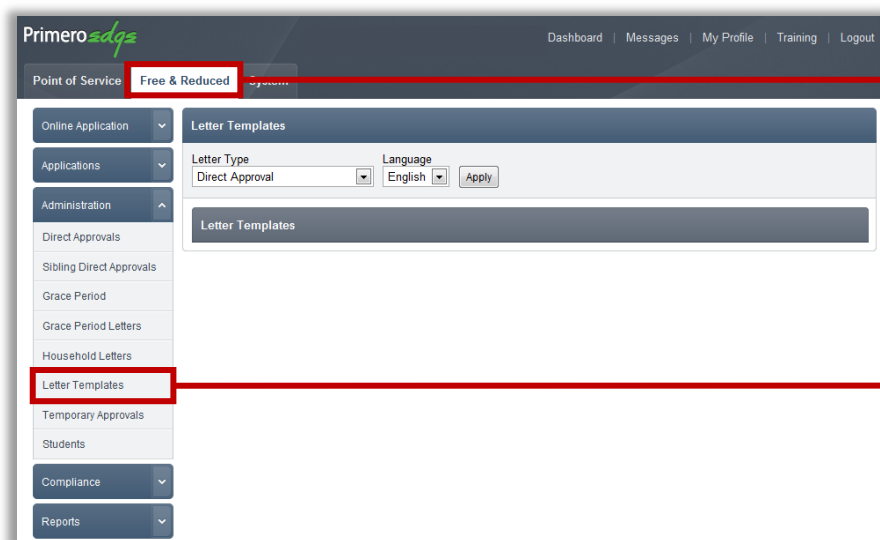 Primero edge
Dashboard | Messages | My Profile | Training | Logout
Point of Service Free & Reduced System
Online Application
Applications
Administration
Direct Approvals
Sibling Direct Approvals
Grace Period
Grace Period Letters
Household Letters
Letter Templates
Temporary Approvals
Students
Compliance
Reports
Letter Templates
Letter Type Language
Direct Approval English Apply
Letter Templates